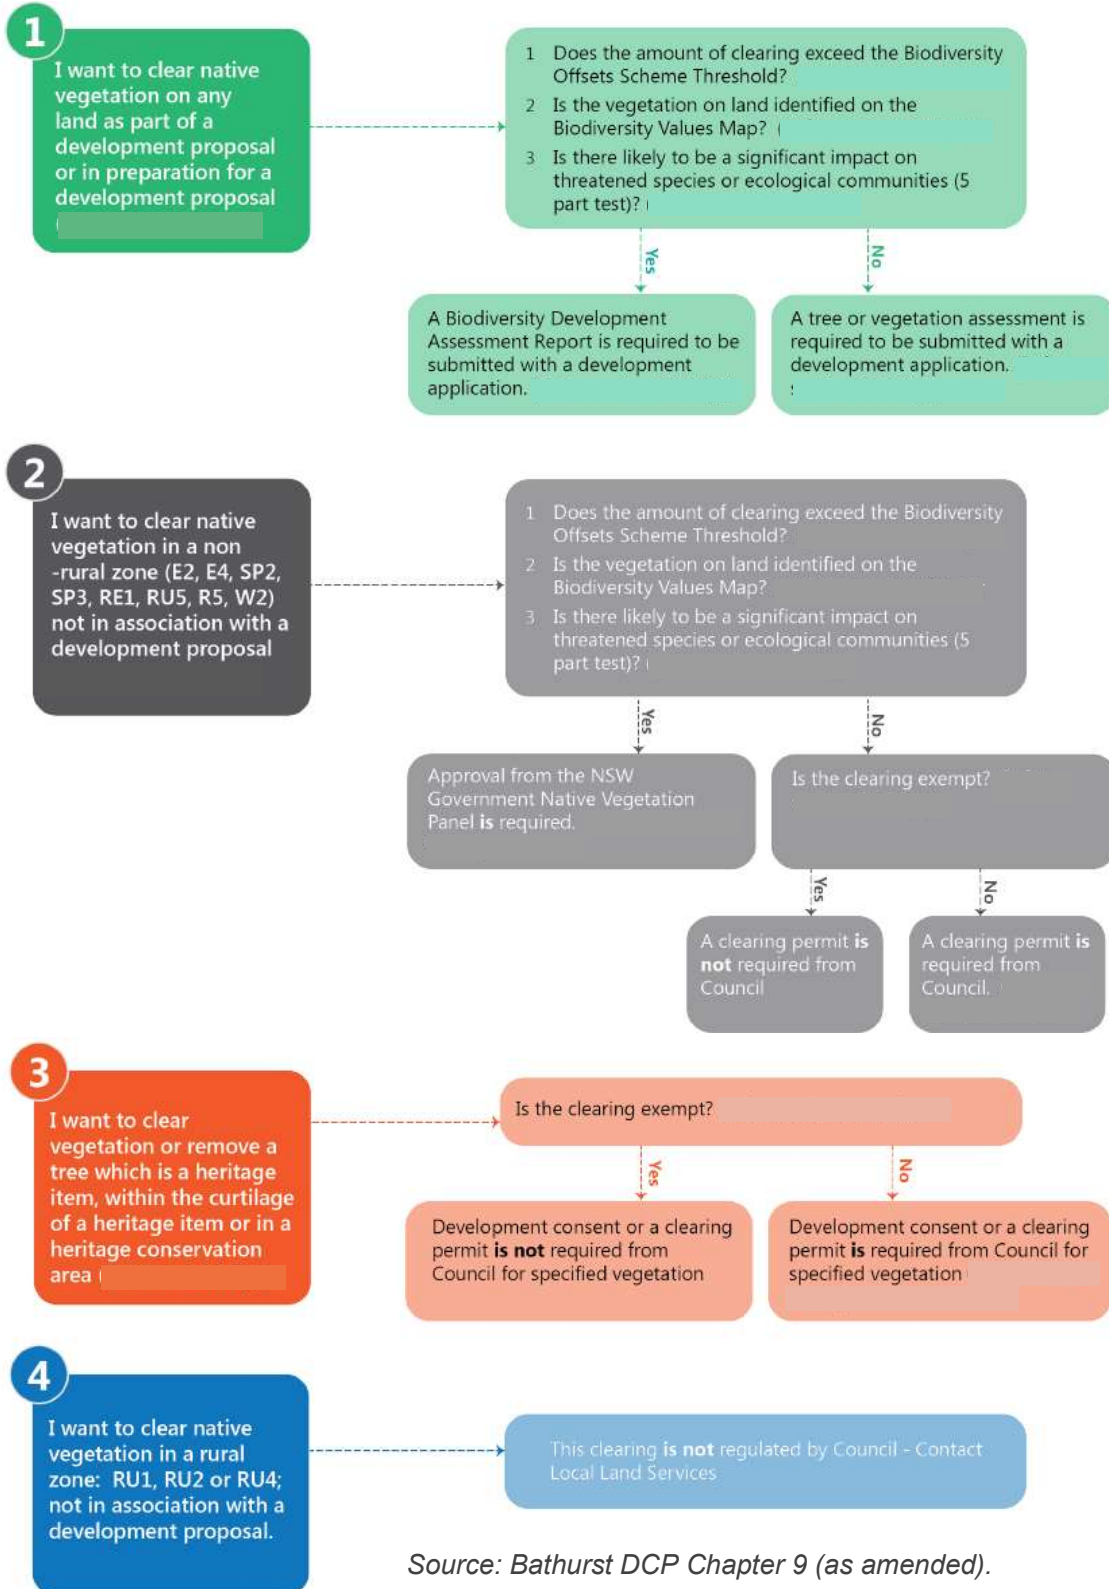 1
I want to clear native
vegetation on any
land as part of a
development proposal
or in preparation for a
development proposal
(
1 Does the amount of clearing exceed the Biodiversity
Offsets Scheme Threshold?
2 Is the vegetation on land identified on the
Biodiversity Values Map? (
3 Is there likely to be a significant impact on
threatened species or ecological communities (5
part test)? (
Yes
No
A Biodiversity Development
Assessment Report is required to be
submitted with a development
application.
A tree or vegetation assessment is
required to be submitted with a
development application.
2
I want to clear native
vegetation in a non
-rural zone (E2, E4, SP2,
SP3, RE1, RU5, R5, W2)
not in association with a
development proposal
1 Does the amount of clearing exceed the Biodiversity
Offsets Scheme Threshold?
2 Is the vegetation on land identified on the
Biodiversity Values Map?
3 Is there likely to be a significant impact on
threatened species or ecological communities (5
part test)? (
Yes
No
Approval from the NSW
Government Native Vegetation
Panel is required.
Is the clearing exempt?
Yes
No
A clearing permit is
not required from
Council
A clearing permit is
required from
Council. (
3
I want to clear
vegetation or remove a
tree which is a heritage
item, within the curtilage
of a heritage item or in a
heritage conservation
area (
Is the clearing exempt?
Yes
No
Development consent or a clearing
permit is not required from
Council for specified vegetation
Development consent or a clearing
permit is required from Council for
specified vegetation (
4
I want to clear native
vegetation in a rural
zone: RU1, RU2 or RU4;
not in association with a
development proposal.
This clearing is not regulated by Council - Contact
Local Land Services
Source: Bathurst DCP Chapter 9 (as amended).